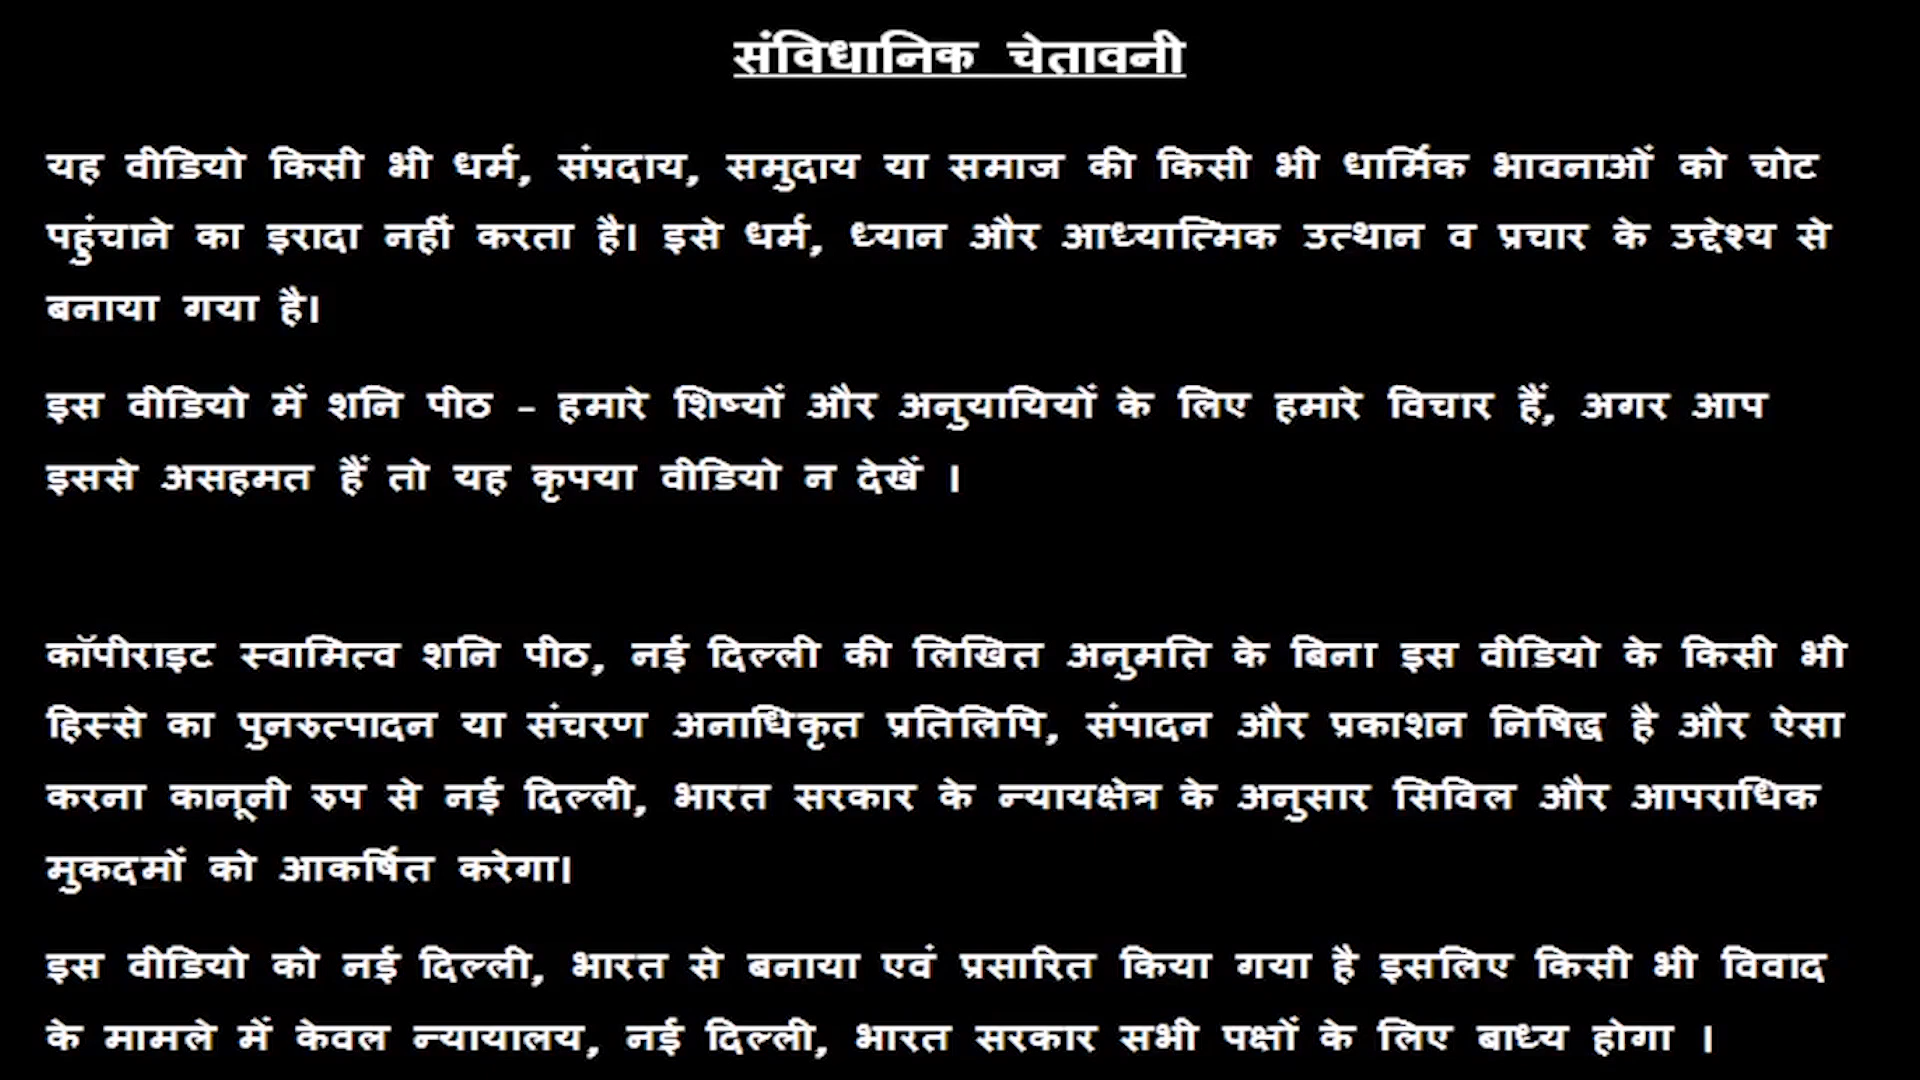 संविधानिक चेतावनी
यह वीडियो किसी भी धर्म, संप्रदाय, समुदाय या समाज की किसी भी धार्मिक भावनाओं को चोट
पहुंचाने का इरादा नहीं करता है। इसे धर्म, ध्यान और आध्यात्मिक उत्थान व प्रचार के उद्देश्य से
बनाया गया है।
इस वीडियो में शनि पीठ – हमारे शिष्यों और अनुयायियों के लिए हमारे विचार हैं, अगर आप
इससे असहमत हैं तो यह कृपया वीडियो न देखें ।
कॉपीराइट स्वामित्व शनि पीठ, नई दिल्ली की लिखित अनुमति के बिना इस वीडियो के किसी भी
हिस्से का पुनरुत्पादन या संचरण अनाधिकृत प्रतिलिपि, संपादन और प्रकाशन निषिद्ध है और ऐसा
करना कानूनी रुप से नई दिल्ली, भारत सरकार के न्यायक्षेत्र के अनुसार सिविल और आपराधिक
मुकदमों को आकर्षित करेगा।
इस वीडियो को नई दिल्ली, भारत से बनाया एवं प्रसारित किया गया है इसलिए किसी भी विवाद
के मामले में केवल न्यायालय, नई दिल्ली, भारत सरकार सभी पक्षों के लिए बाध्य होगा ।